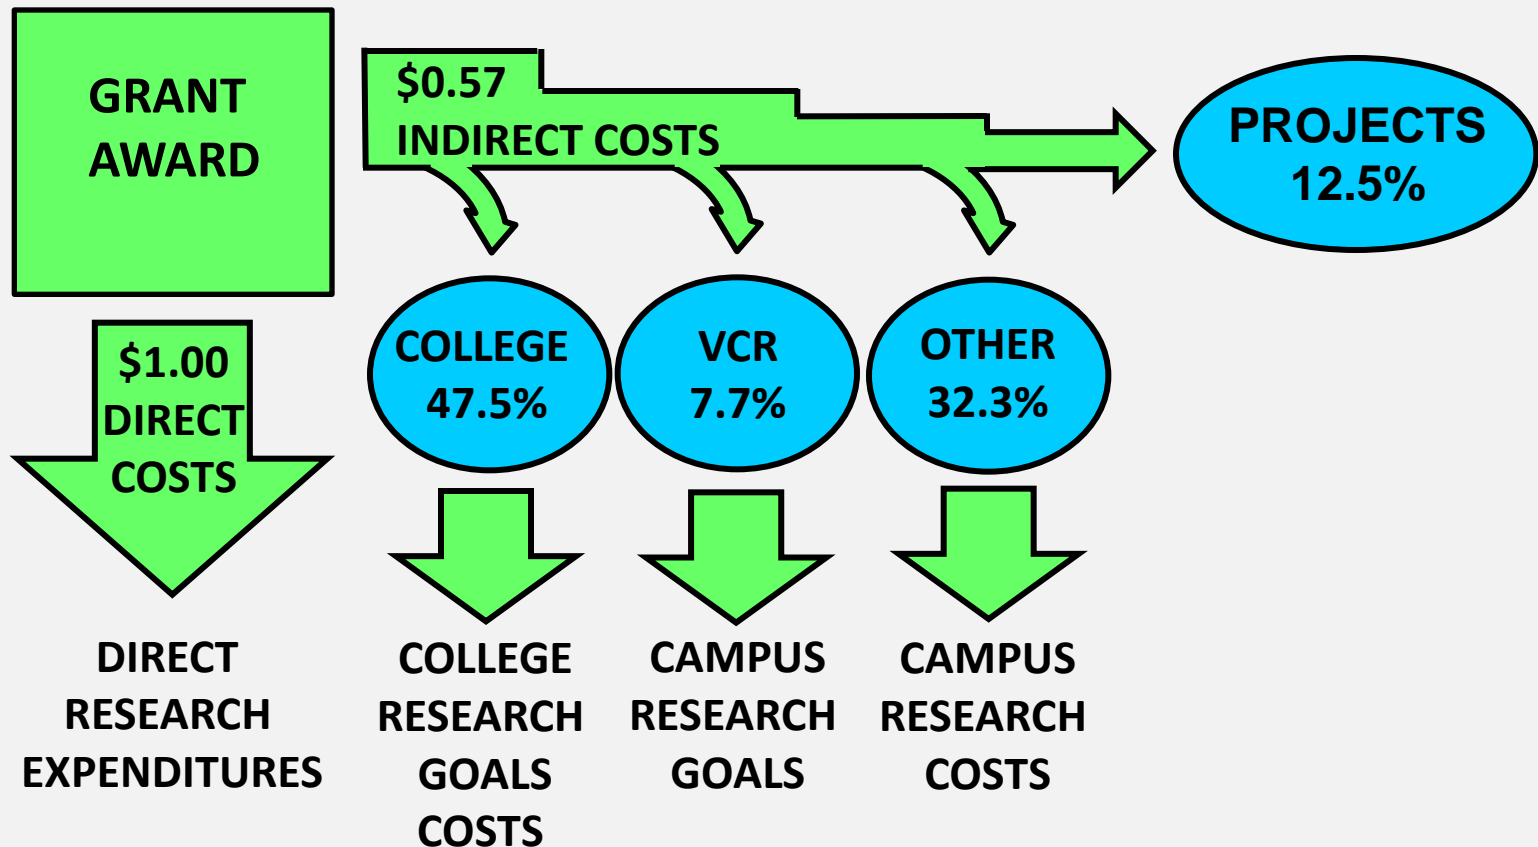 GRANT
AWARD
$0.57
INDIRECT COSTS
PROJECTS
12.5%
$1.00
DIRECT
COSTS
COLLEGE
47.5%
VCR
7.7%
OTHER
32.3%
DIRECT
RESEARCH
EXPENDITURES
COLLEGE
RESEARCH
GOALS
COSTS
CAMPUS
RESEARCH
GOALS
CAMPUS
RESEARCH
COSTS